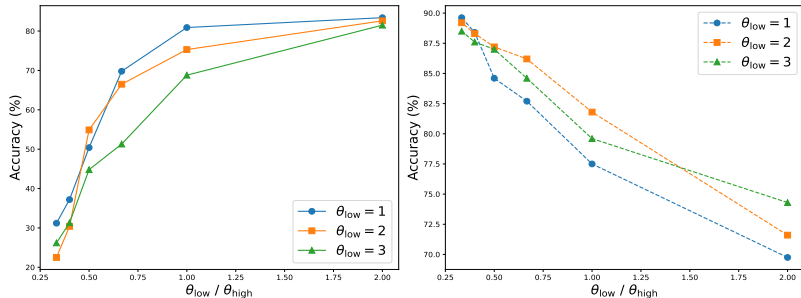 80
70
60
50
40
30
20
Accuracy (%)
0.25 0.50 0.75 1.00 1.25 1.50 1.75 2.00
θlow / θhigh
θlow = 1
θlow = 2
θlow = 3
90.0
87.5
85.0
82.5
80.0
77.5
75.0
72.5
70.0
Accuracy (%)
0.25 0.50 0.75 1.00 1.25 1.50 1.75 2.00
θlow / θhigh
θlow = 1
θlow = 2
θlow = 3